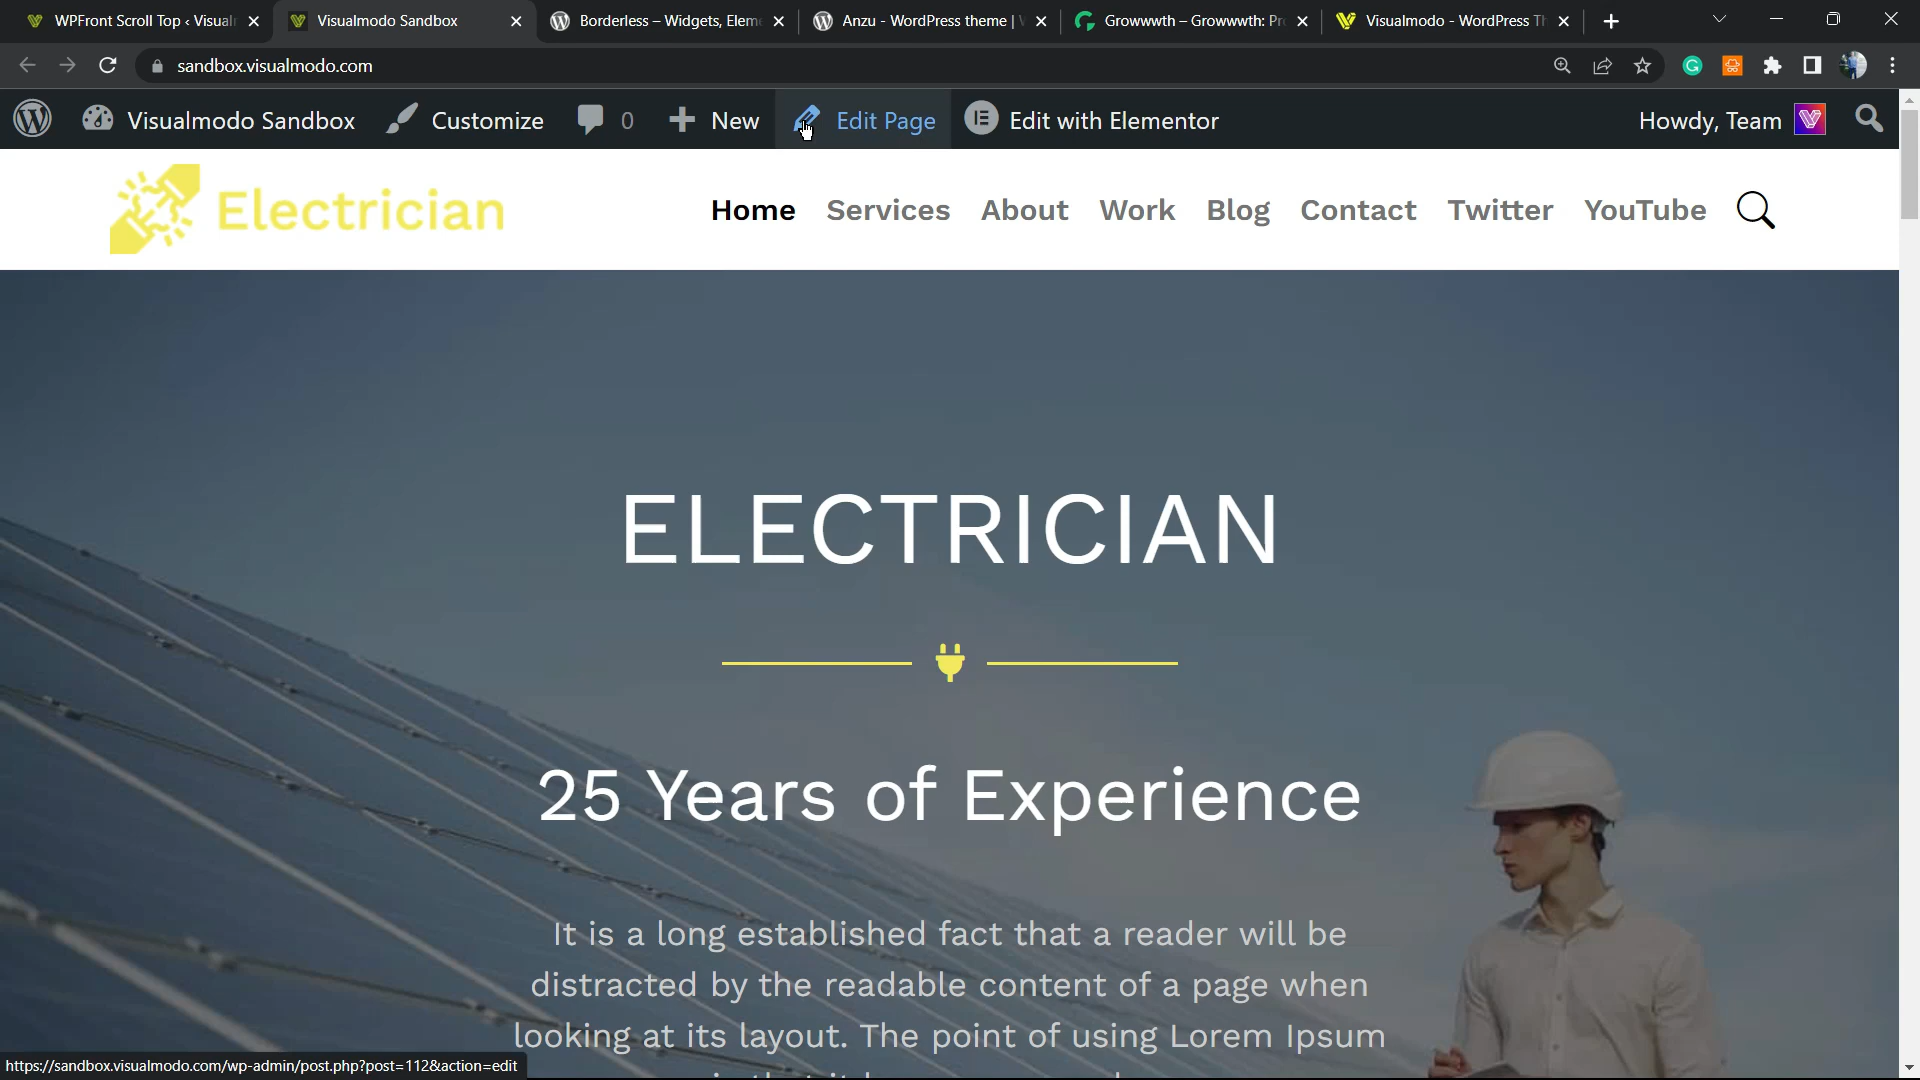 WPFront Scroll Top ‹ Visual
Visualmodo Sandbox
Borderless – Widgets, Elem
Anzu - WordPress theme |
Growwwth – Growwwth: Pr
Visualmodo - WordPress Th
sandbox.visualmodo.com
Visualmodo Sandbox
Customize
0
New
Edit Page
Edit with Elementor
Howdy, Team
Electrician
Home
Services
About
Work
Blog
Contact
Twitter
YouTube
ELECTRICIAN
25 Years of Experience
It is a long established fact that a reader will be
distracted by the readable content of a page when
looking at its layout. The point of using Lorem Ipsum
https://sandbox.visualmodo.com/wp-admin/post.php?post=112&action=edit